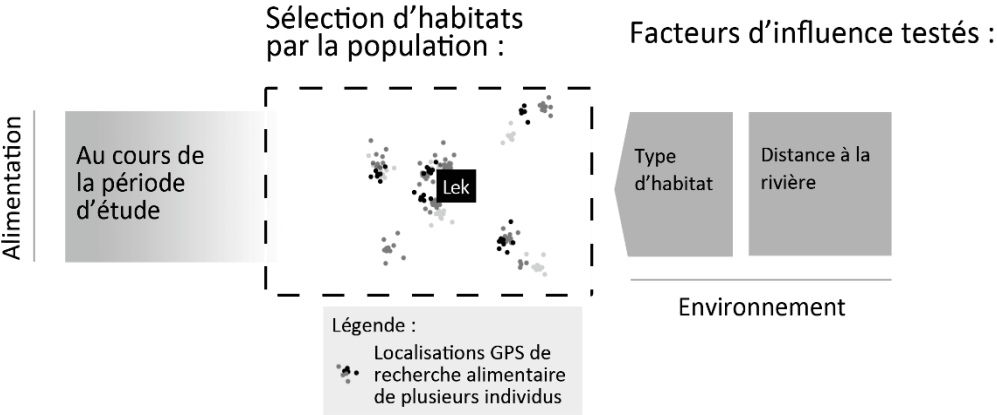 Sélection d’habitats
par la population :
Facteurs d’influence testés :
Alimentation
Au cours de
la période
d’étude
Lek
Type
d’habitat
Distance à la
rivière
Environnement
Légende :
Localisations GPS de
recherche alimentaire
de plusieurs individus